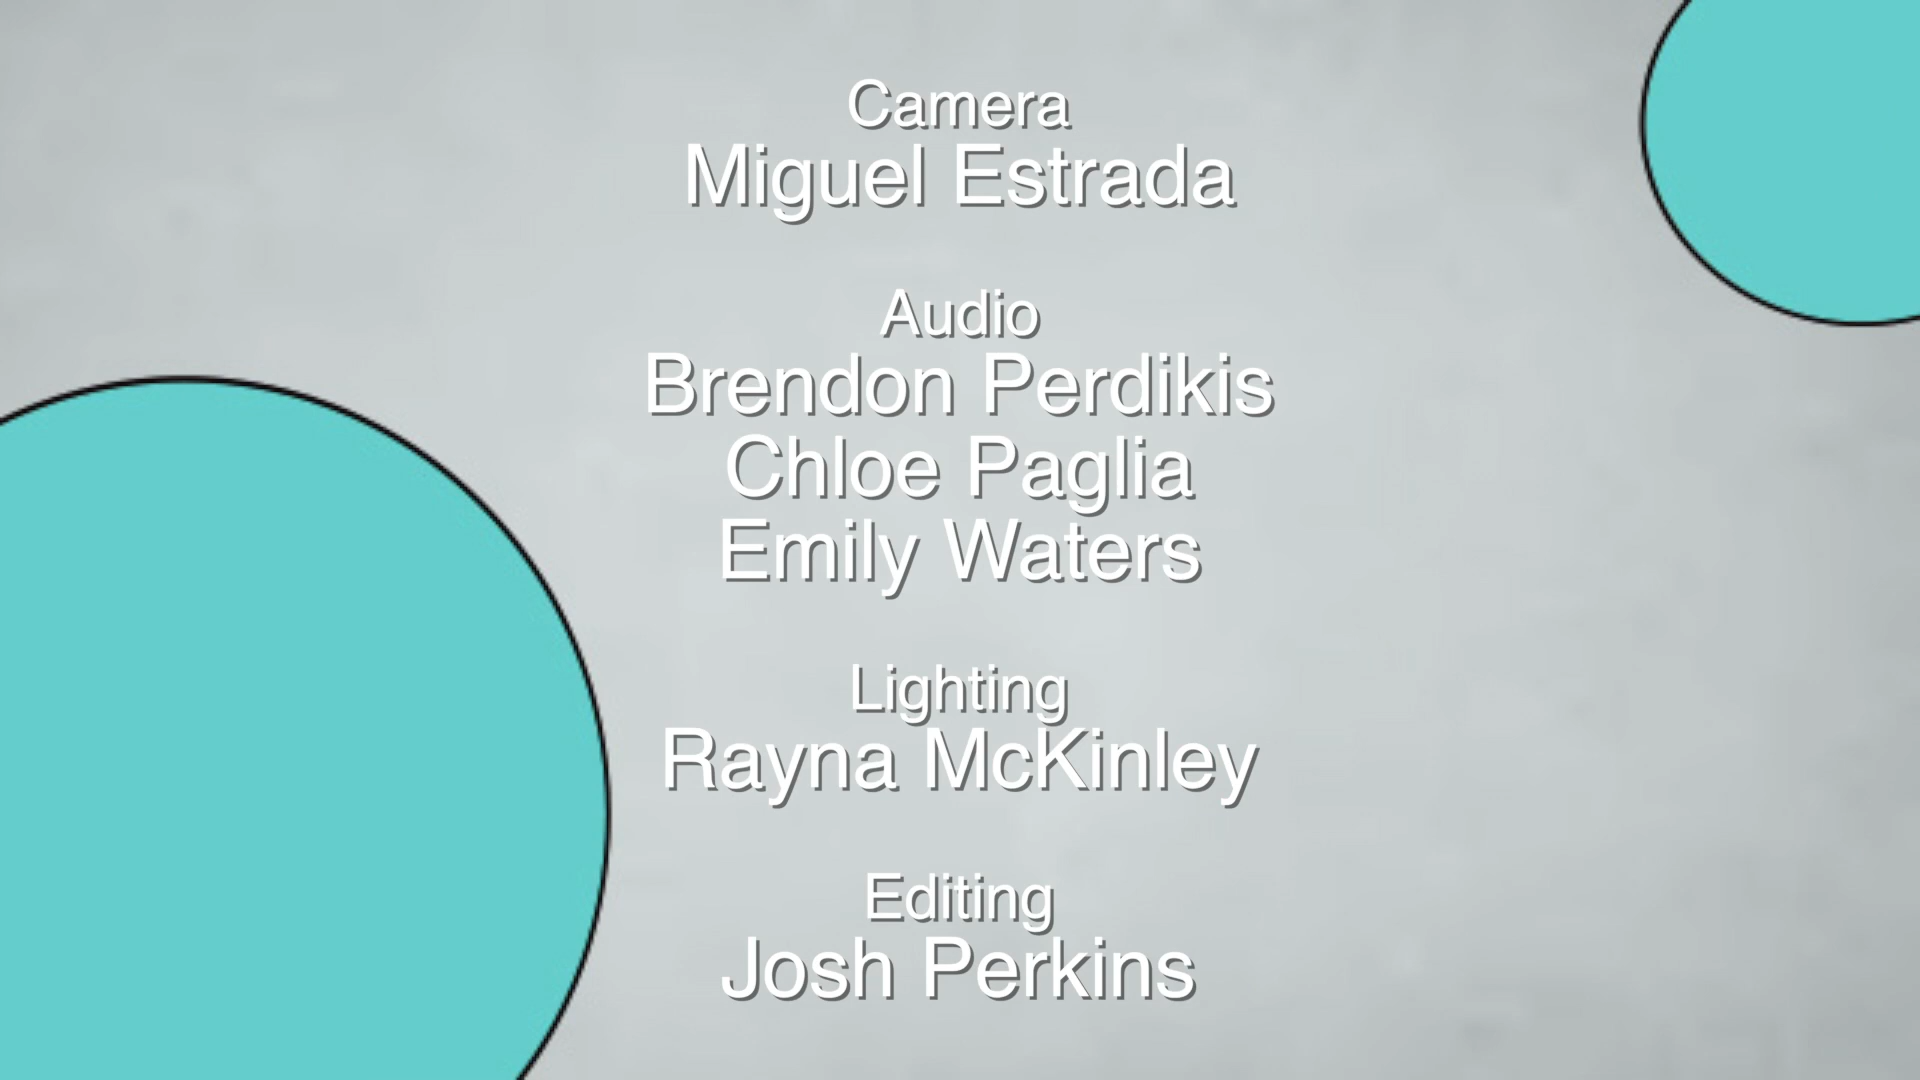 Camera
Miguel Estrada
Audio
Brendon Perdikis
Chloe Paglia
Emily Waters
Lighting
Rayna McKinley
Editing
Josh Perkins